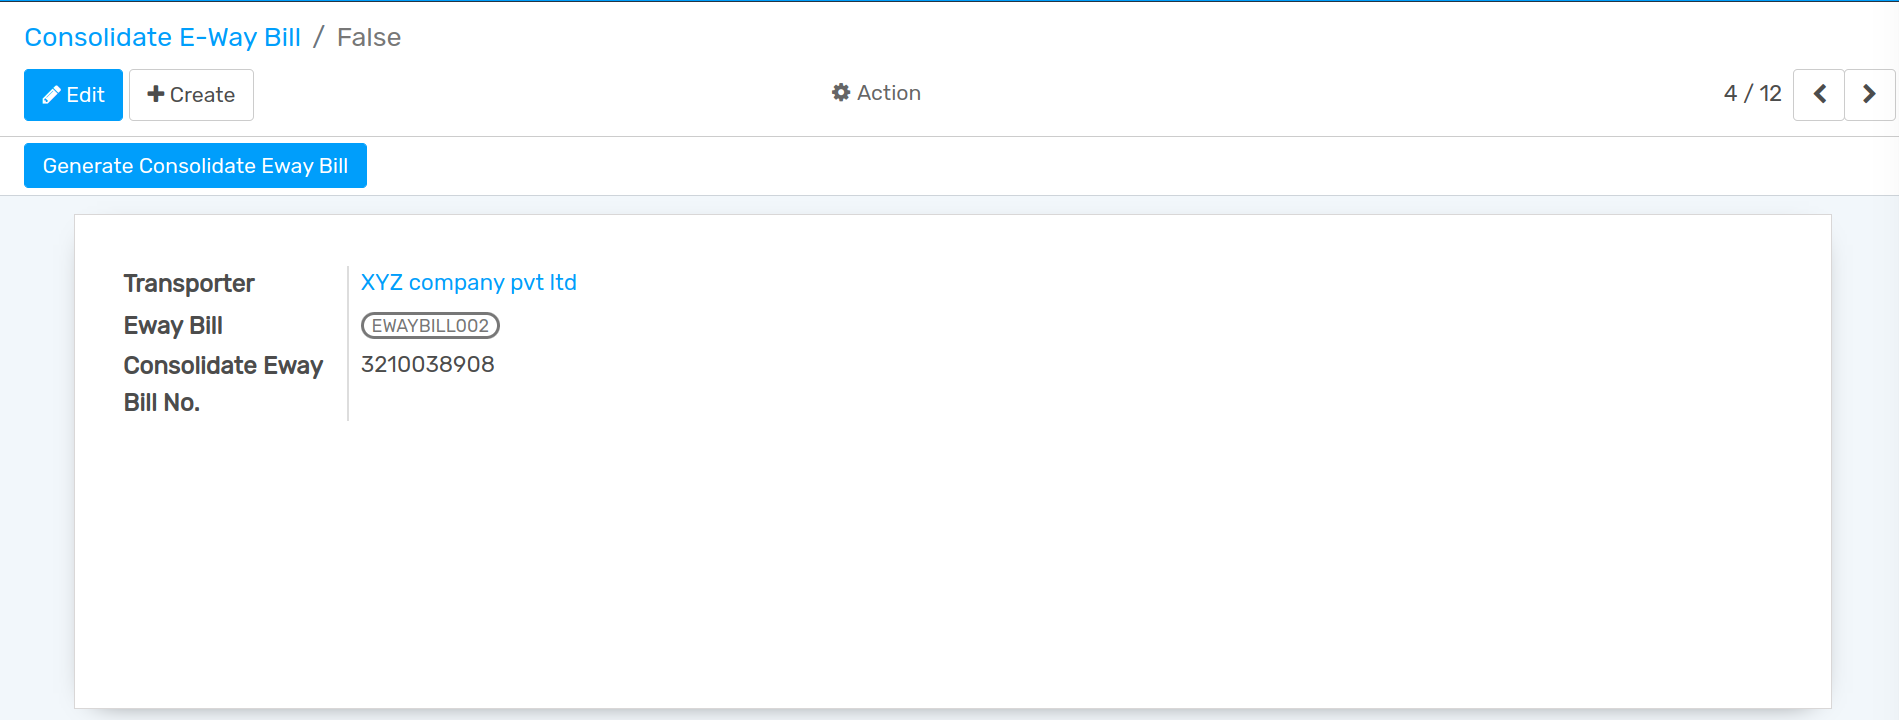 Consolidate E-Way Bill / False
Edit Create Action 4 / 12
Generate Consolidate Eway Bill
Transporter XYZ company pvt ltd
Eway Bill EWAYBILL002
Consolidate Eway 3210038908
Bill No.